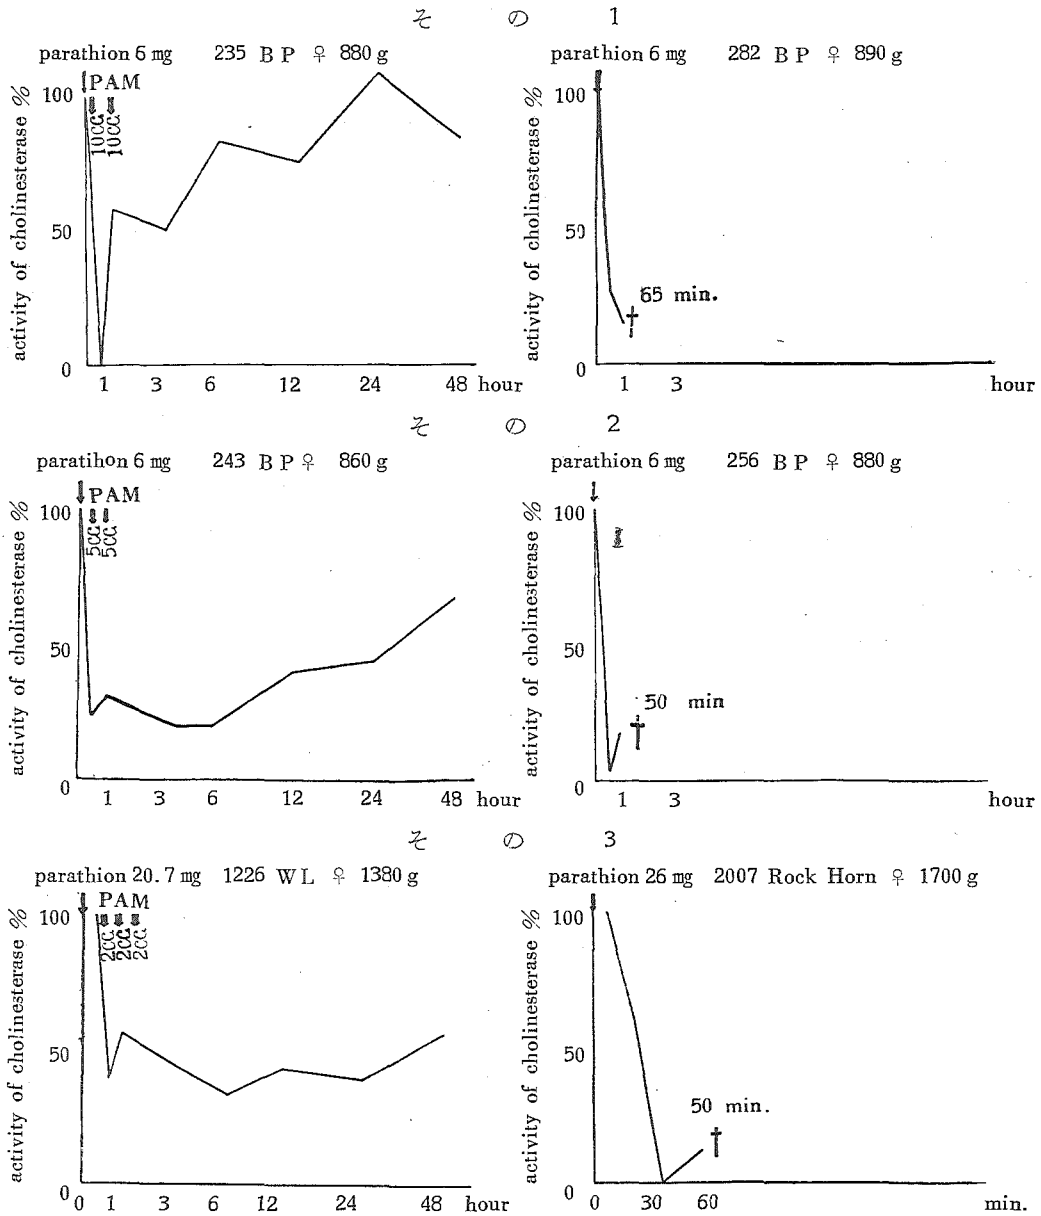 その 1
parathion 6 mg 235 B P ♀ 880 g
PAM
10CC
10CC
activity of cholinesterase %
100
50
0
1 3 6 12 24 48 hour
parathion 6 mg 282 B P ♀ 890 g
activity of cholinesterase %
100
50
0
65 min.
1 3 hour
その 2
paratihon 6 mg 243 B P ♀ 860 g
PAM
5CC
5CC
activity of cholinesterase %
100
50
0
1 3 6 12 24 48 hour
parathion 6 mg 256 B P ♀ 880 g
activity of cholinesterase %
100
50
0
50 min
1 3 hour
その 3
parathion 20.7 mg 1226 WL ♀ 1380 g
PAM
2CC
2CC
2CC
activity of cholinesterase %
100
50
0
0 1 3 6 12 24 48 hour
parathion 26 mg 2007 Rock Horn ♀ 1700 g
activity of cholinesterase %
100
50
0
50 min.
0 30 60 min.